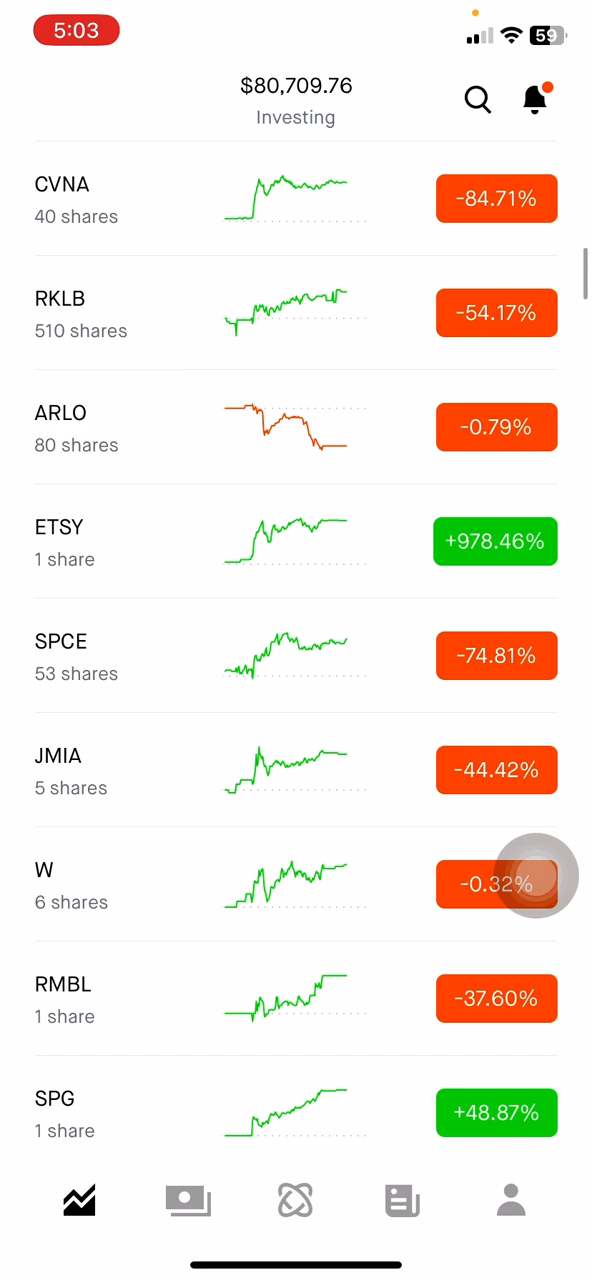 5:03
59
$80,709.76
Investing
CVNA
40 shares
-84.71%
RKLB
510 shares
-54.17%
ARLO
80 shares
-0.79%
ETSY
1 share
+978.46%
SPCE
53 shares
-74.81%
JMIA
5 shares
-44.42%
W
6 shares
-0.32%
RMBL
1 share
-37.60%
SPG
1 share
+48.87%